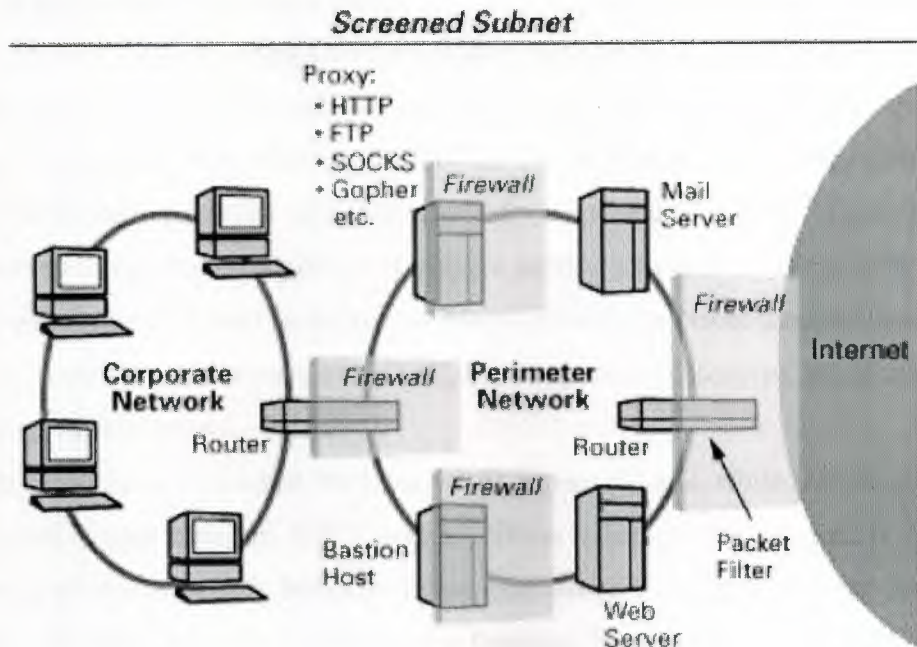 Screened Subnet
Proxy:
• HTTP
• FTP
• SOCKS
• Gopher
etc.
Firewall
Mail
Server
Firewall
Internet
Corporate
Network
Firewall
Perimeter
Network
Router
Router
Firewall
Bastion
Host
Packet
Filter
Web
Server